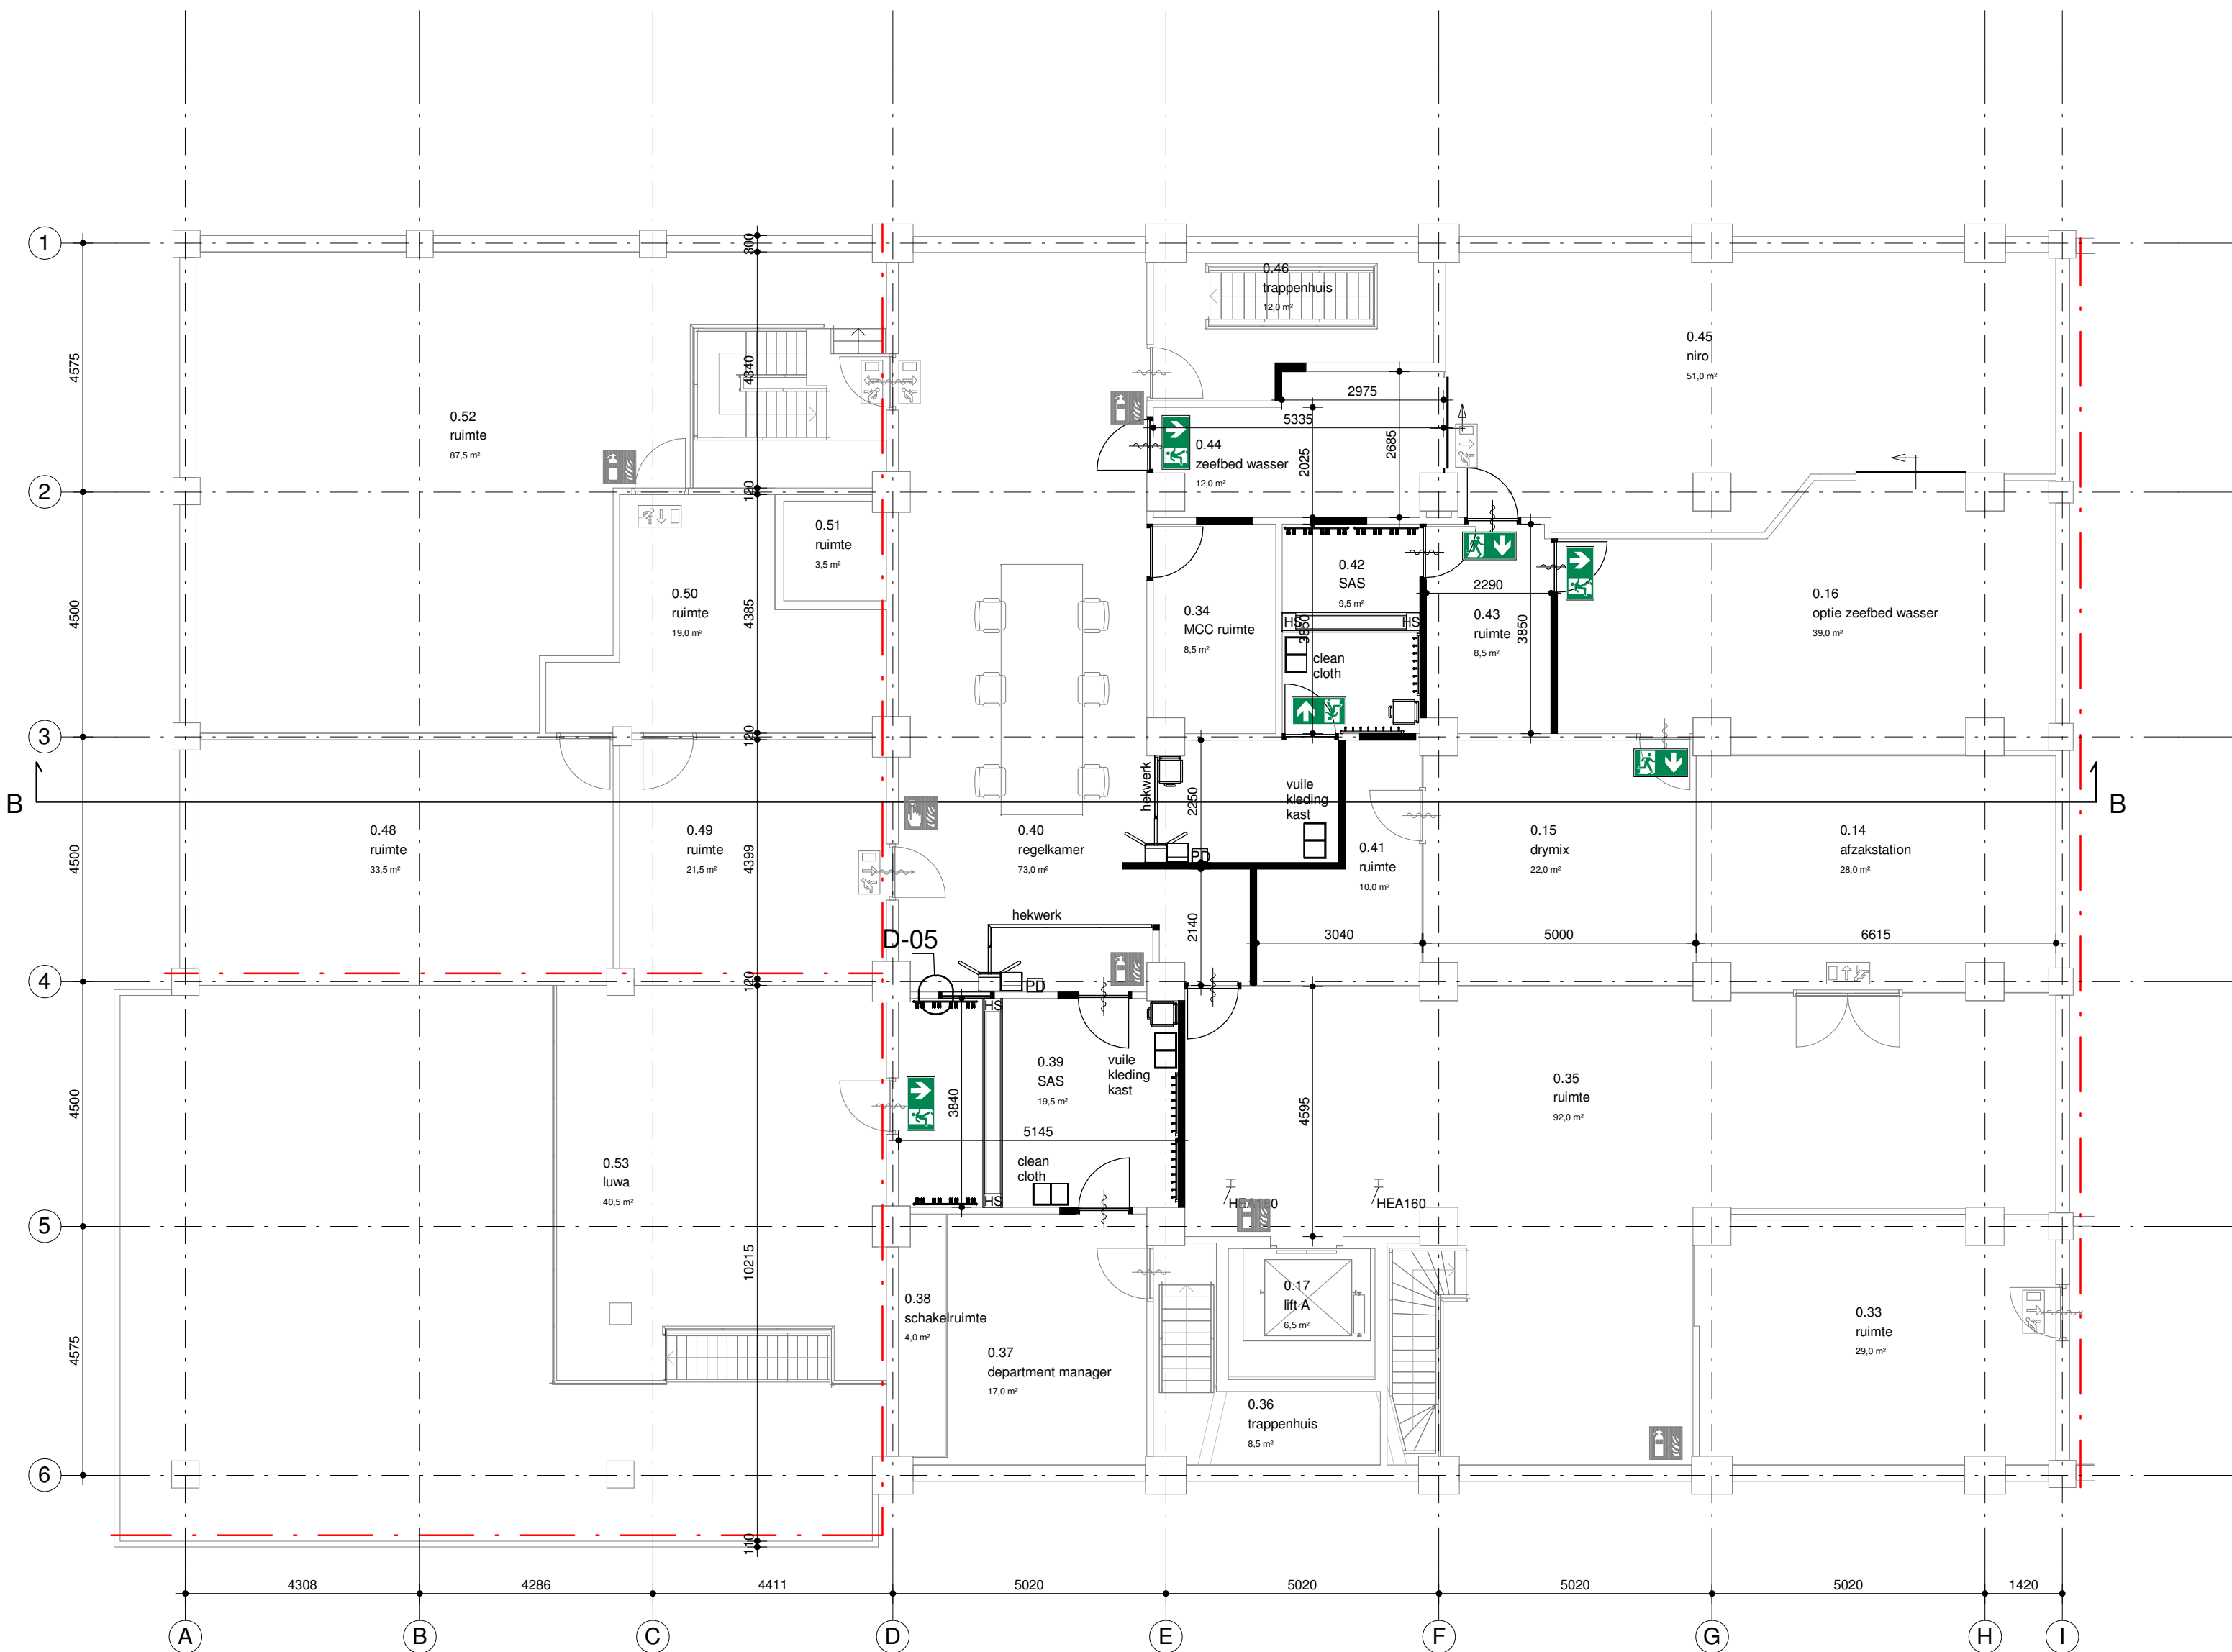 1
2
3
4
5
6
4575
4500
4500
4500
4575
300
4340
120
4385
120
4399
120
10215
110
0.46
trappenhuis
12,0 m²
0.45
niro
51,0 m²
0.52
ruimte
87,5 m²
2975
5335
2685
2025
0.44
zeefbed wasser
12,0 m²
0.51
ruimte
3,5 m²
0.50
ruimte
19,0 m²
0.42
SAS
9,5 m²
HS
HS
3850
clean
cloth
0.34
MCC ruimte
8,5 m²
2290
0.43
ruimte
8,5 m²
3850
0.16
optie zeefbed wasser
39,0 m²
B
B
hekwerk
2250
vuile
kleding
kast
PD
0.48
ruimte
33,5 m²
0.49
ruimte
21,5 m²
0.40
regelkamer
73,0 m²
0.41
ruimte
10,0 m²
0.15
drymix
22,0 m²
0.14
afzakstation
28,0 m²
hekwerk
2140
3040
5000
6615
D-05
PD
HS
0.39
SAS
19,5 m²
vuile
kleding
kast
3840
5145
4595
clean
cloth
HS
0.35
ruimte
92,0 m²
0.53
luwa
40,5 m²
HEA160
HEA160
0.38
schakelruimte
4,0 m²
0.37
department manager
17,0 m²
0.17
lift A
6,5 m²
0.36
trappenhuis
8,5 m²
0.33
ruimte
29,0 m²
4308
4286
4411
5020
5020
5020
5020
1420
A
B
C
D
E
F
G
H
I